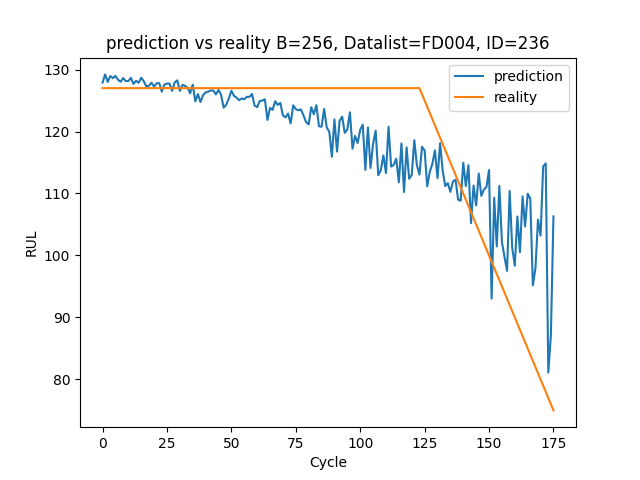 prediction vs reality B=256, Datalist=FD004, ID=236
prediction
reality
RUL
130
120
110
100
90
80
0
25
50
75
100
125
150
175
Cycle